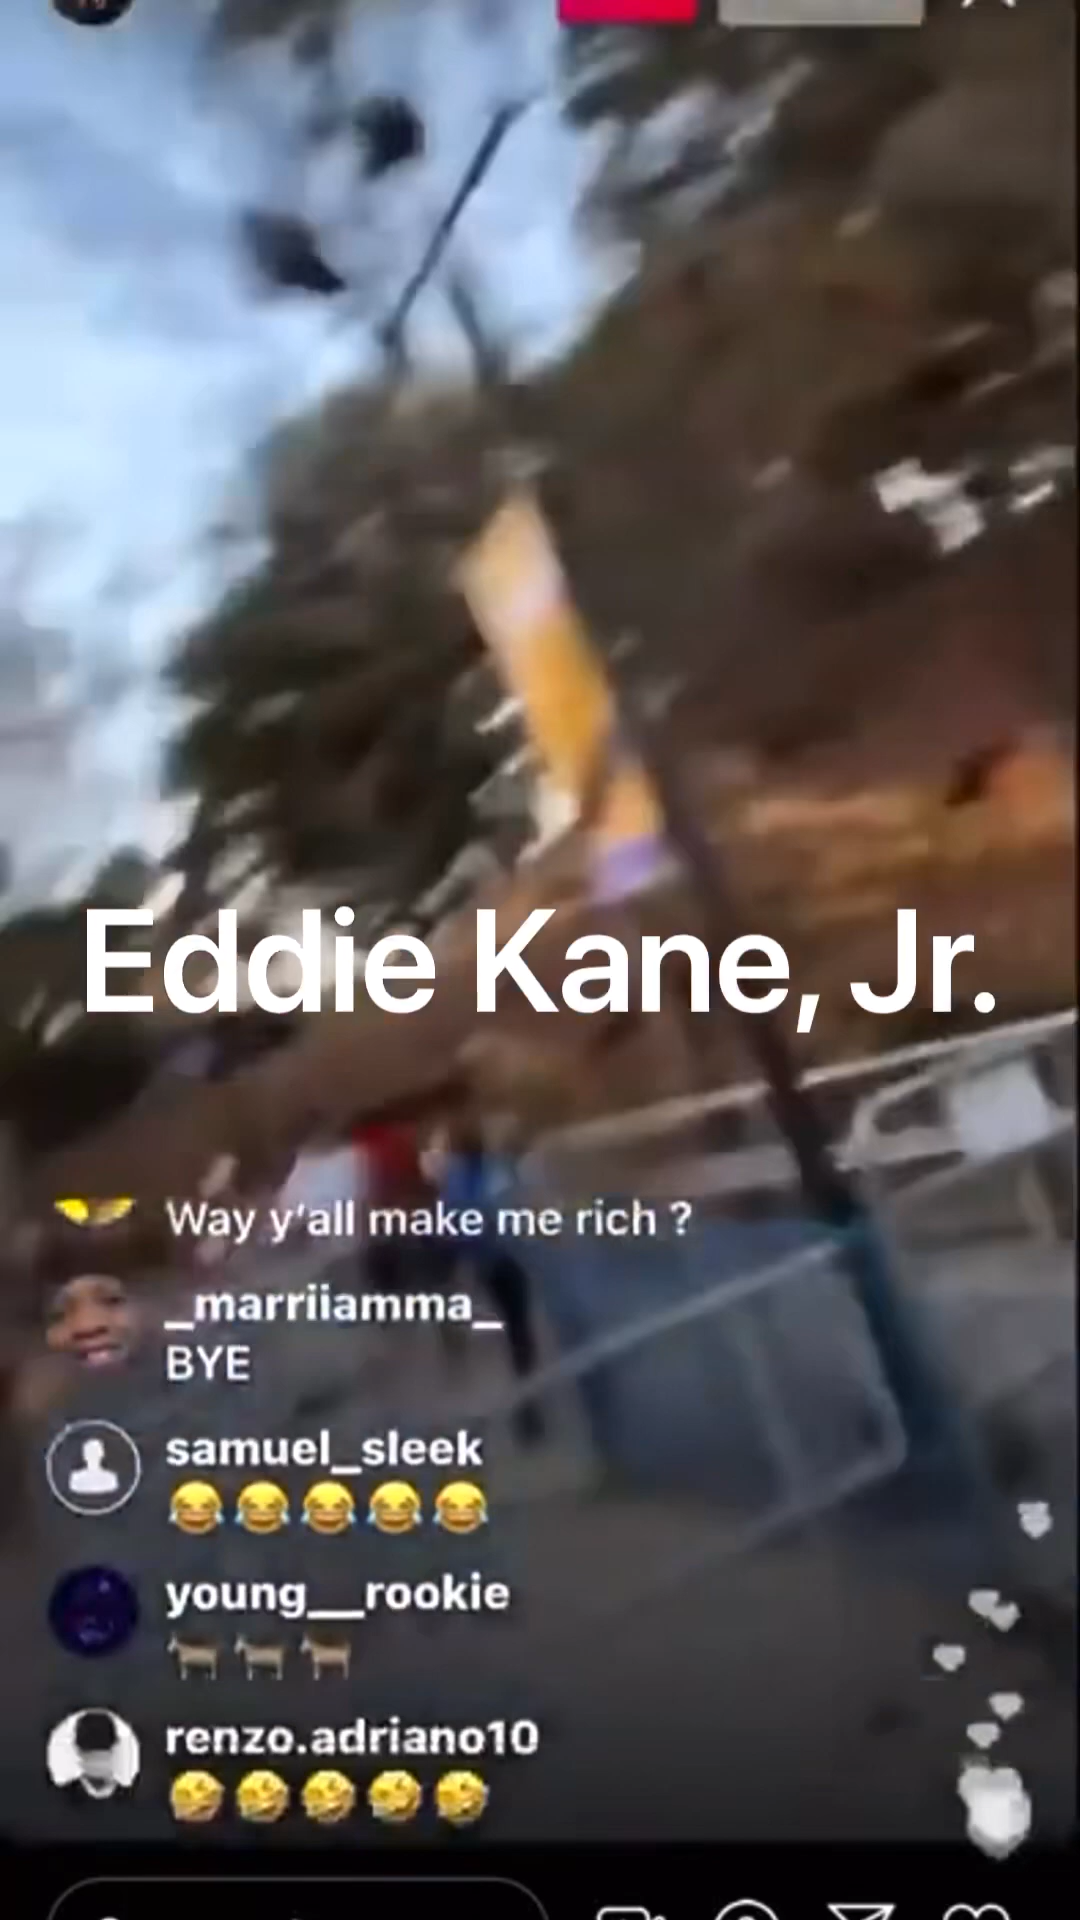 Eddie Kane, Jr.
Way y'all make me rich ?
_marriiamma_
BYE
samuel_sleek
😂😂😂😂😂
young__rookie
🐐🐐🐐
renzo.adriano10
🤣🤣🤣🤣🤣